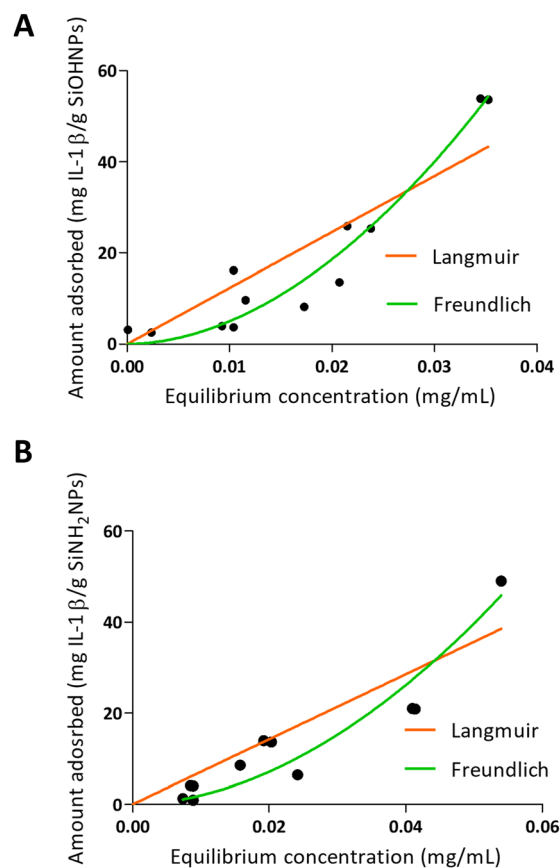 A
Amount adsorbed (mg IL-1β/g SiOHNPs)
60
40
20
0
Langmuir
Freundlich
0.00 0.01 0.02 0.03 0.04
Equilibrium concentration (mg/mL)
B
Amount adosrbed (mg IL-1β/g SiNH₂NPs)
60
40
20
0
Langmuir
Freundlich
0.00 0.02 0.04 0.06
Equilibrium concentration (mg/mL)